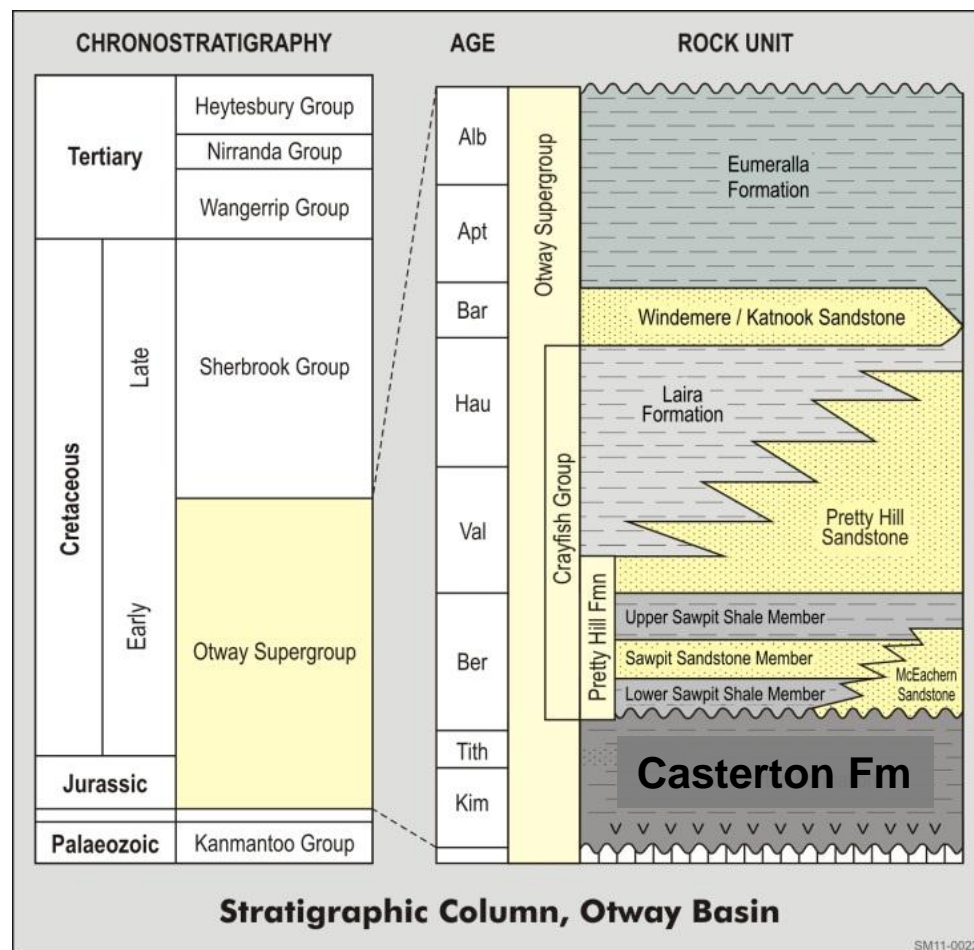 CHRONOSTRATIGRAPHY
AGE
ROCK UNIT
Tertiary
Heytesbury Group
Nirranda Group
Wangerrip Group
Cretaceous
Late
Sherbrook Group
Early
Otway Supergroup
Jurassic
Palaeozoic
Kanmantoo Group
Alb
Apt
Bar
Hau
Val
Ber
Tith
Kim
Otway Supergroup
Crayfish Group
Pretty Hill Fmn
Eumeralla
Formation
Windemere / Katnook Sandstone
Laira
Formation
Pretty Hill
Sandstone
Upper Sawpit Shale Member
Sawpit Sandstone Member
McEachern
Sandstone
Lower Sawpit Shale Member
Casterton Fm
Stratigraphic Column, Otway Basin